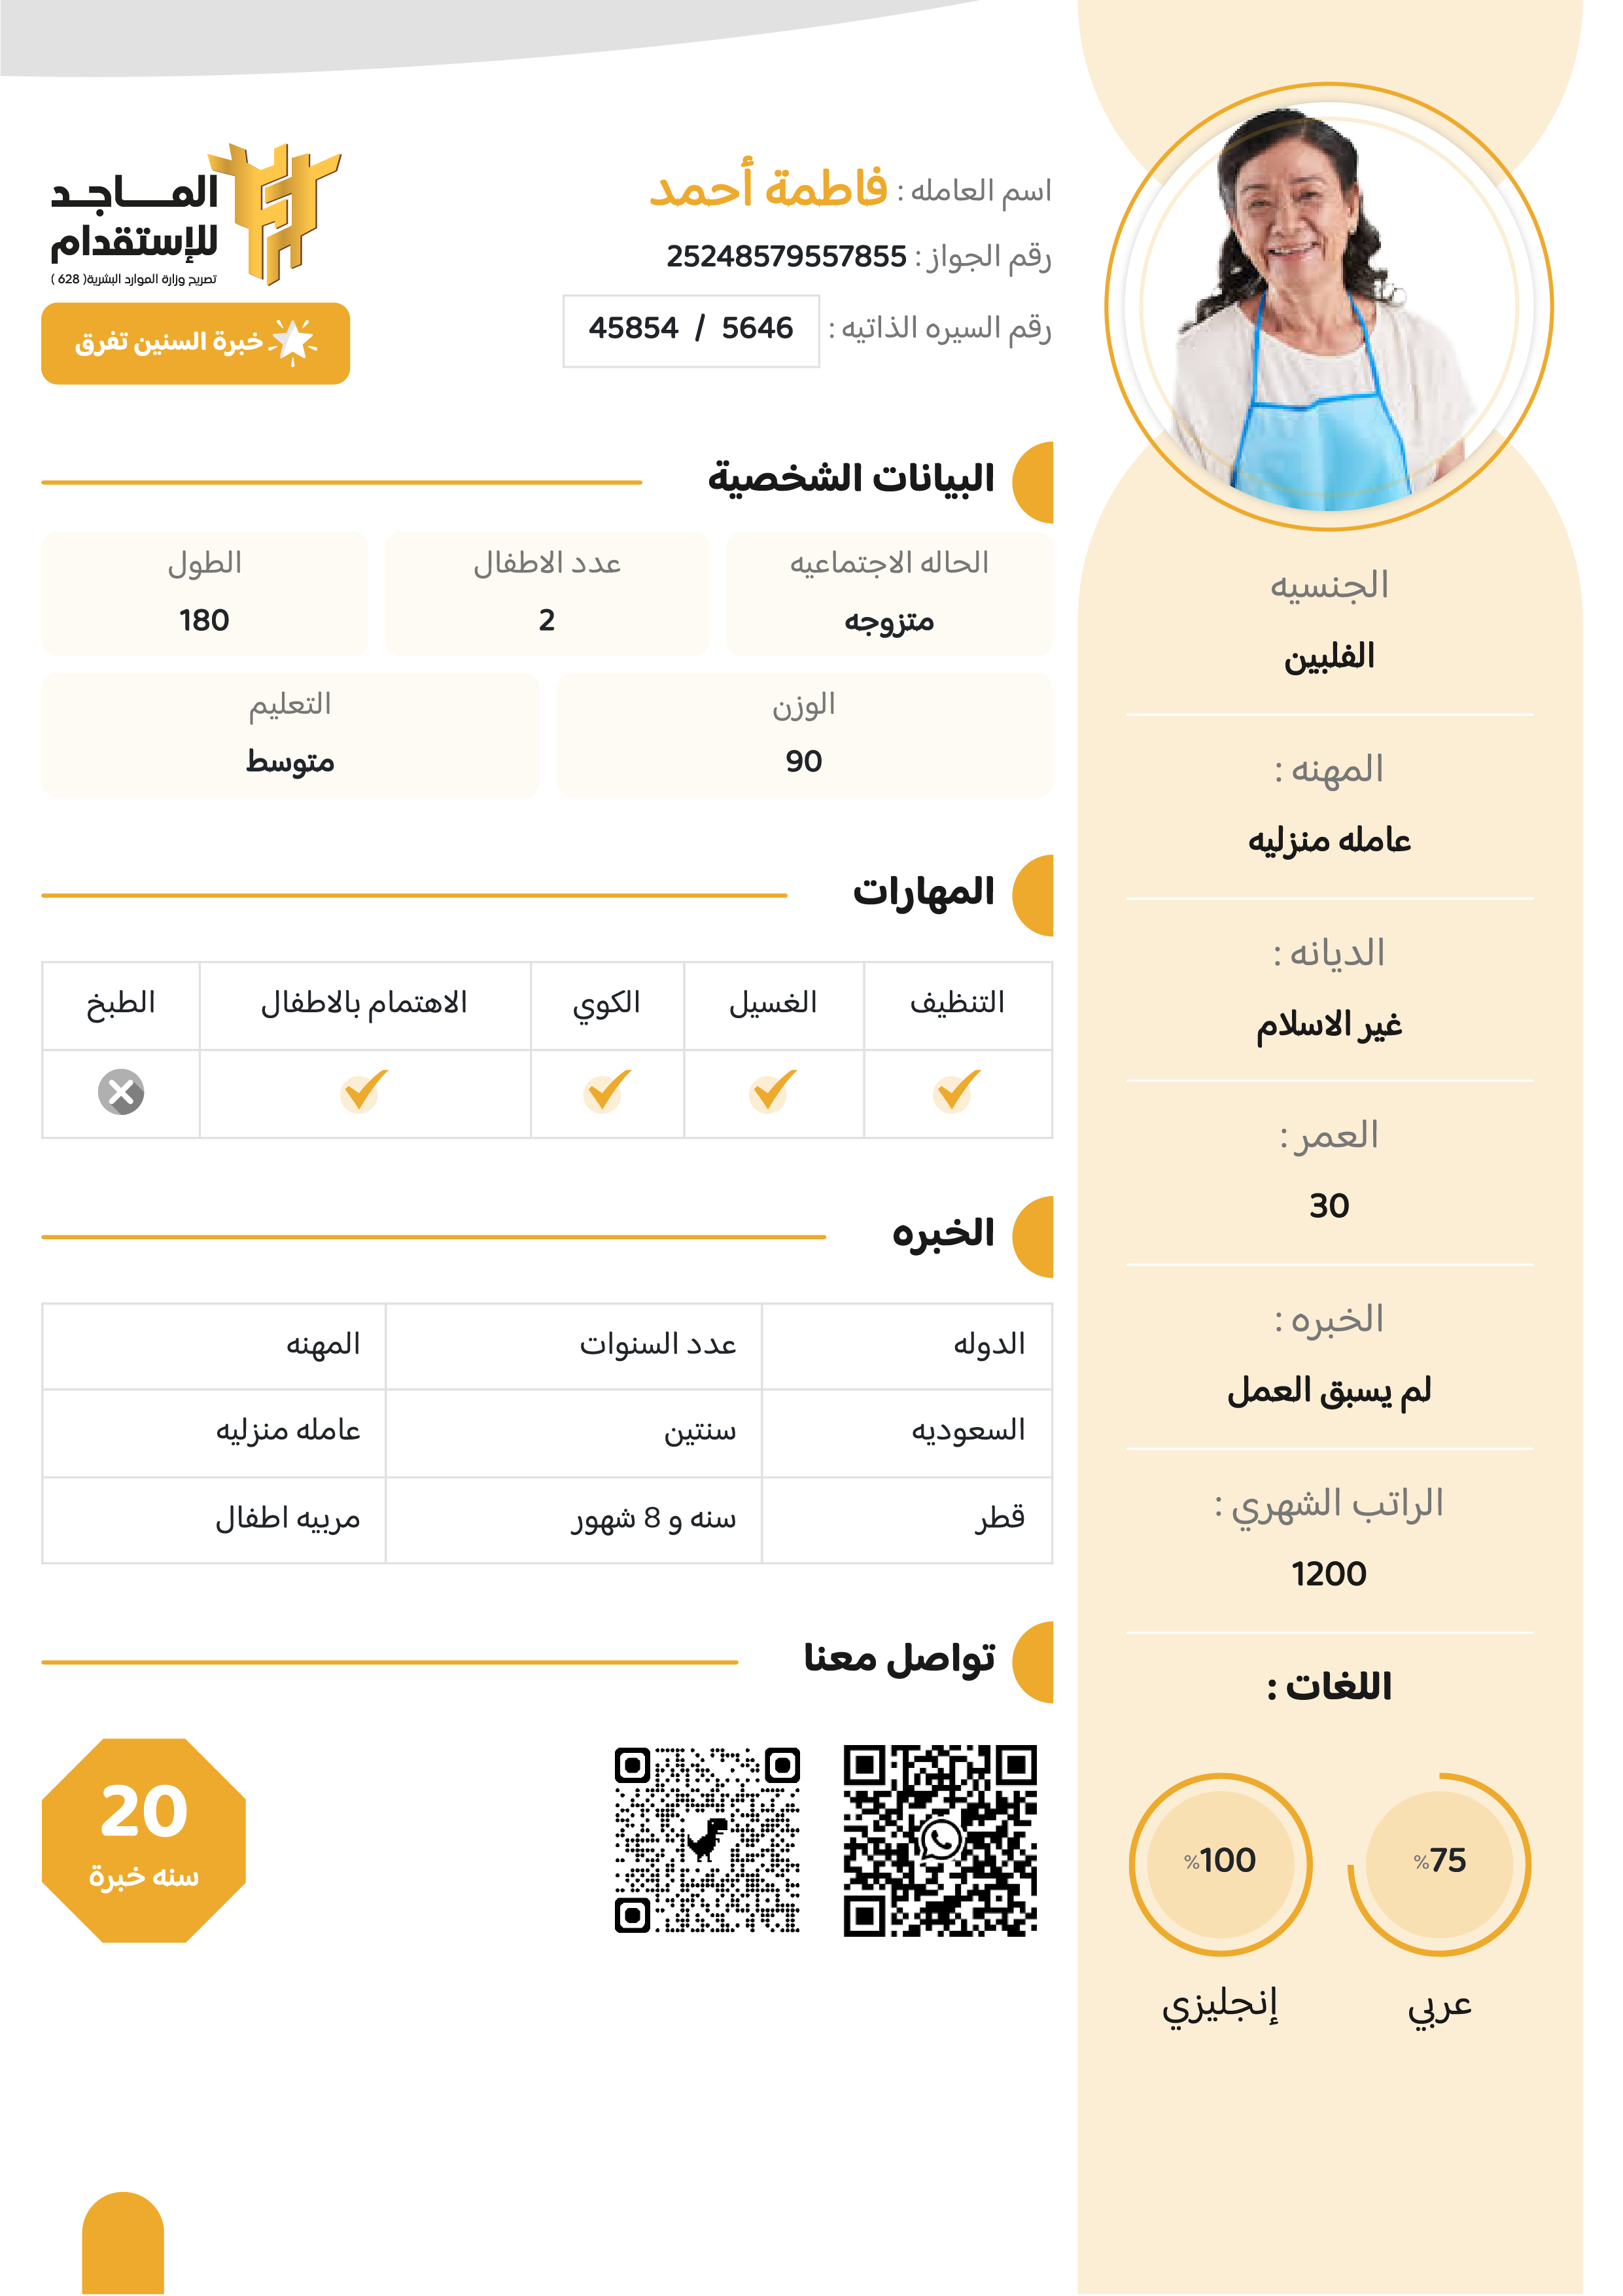 الماجد
للإستقدام
تصريح وزارة الموارد البشرية( 628 )
خبرة السنين تفرق
اسم العامله : فاطمة أحمد
رقم الجواز : 25248579557855
رقم السيره الذاتيه : 45854 / 5646
البيانات الشخصية
الحاله الاجتماعيه
متزوجه
عدد الاطفال
2
الطول
180
الوزن
90
التعليم
متوسط
المهارات
التنظيف الغسيل الكوي الاهتمام بالاطفال الطبخ
الخبره
الدوله عدد السنوات المهنه
السعوديه سنتين عامله منزليه
قطر سنه و 8 شهور مربيه اطفال
تواصل معنا
20
سنه خبرة
الجنسيه
الفلبين
المهنه :
عامله منزليه
الديانه :
غير الاسلام
العمر :
30
الخبره :
لم يسبق العمل
الراتب الشهري :
1200
اللغات :
%75
عربي
%100
إنجليزي